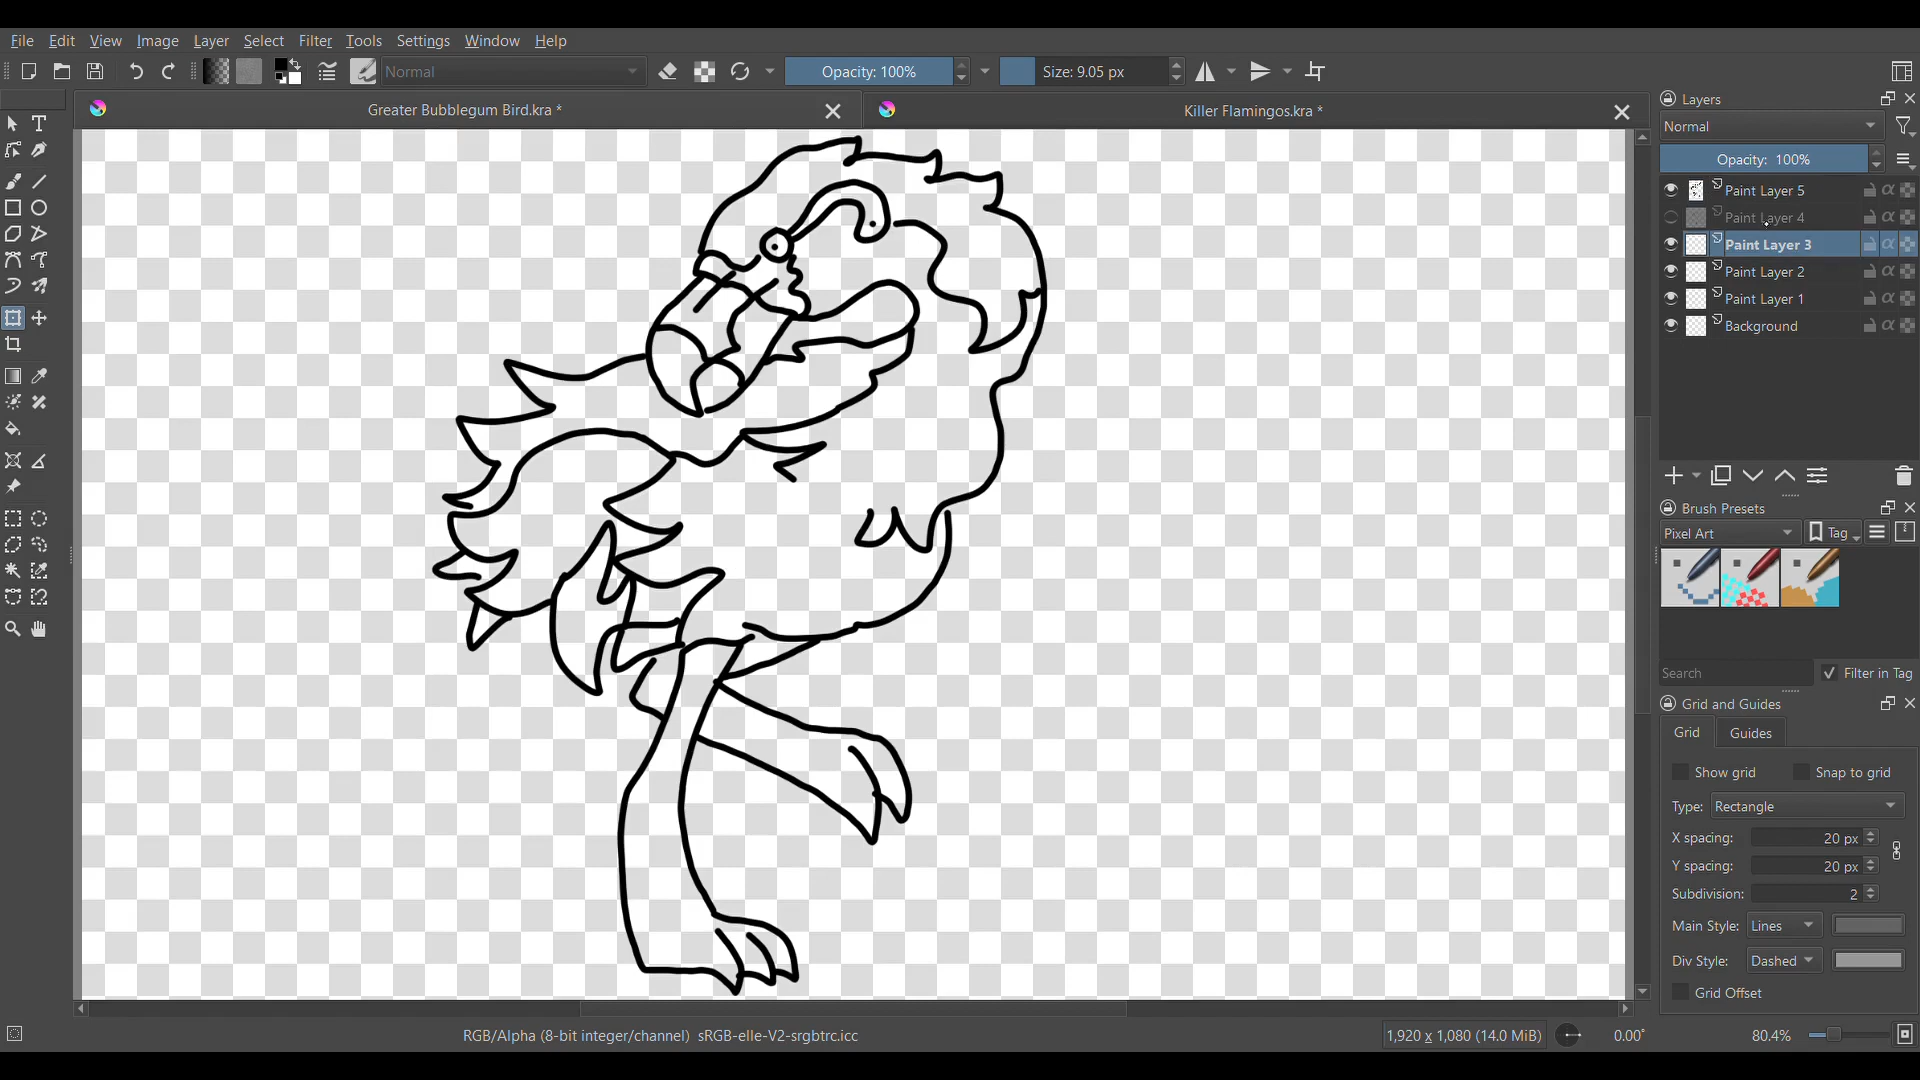 File Edit View Image Layer Select Filter Tools Settings Window Help
Normal Opacity: 100% Size: 9.05 px
Greater Bubblegum Bird.kra * Killer Flamingos.kra *
Layers
Normal
Opacity: 100%
Paint Layer 5
Paint Layer 4
Paint Layer 3
Paint Layer 2
Paint Layer 1
Background
Brush Presets
Pixel Art Tag
Search Filter in Tag
Grid and Guides
Grid Guides
Show grid Snap to grid
Type: Rectangle
X spacing: 20 px
Y spacing: 20 px
Subdivision: 2
Main Style: Lines
Div Style: Dashed
Grid Offset
RGB/Alpha (8-bit integer/channel) sRGB-elle-V2-srgbtrc.icc 1,920 x 1,080 (14.0 MiB) 0.00° 80.4%